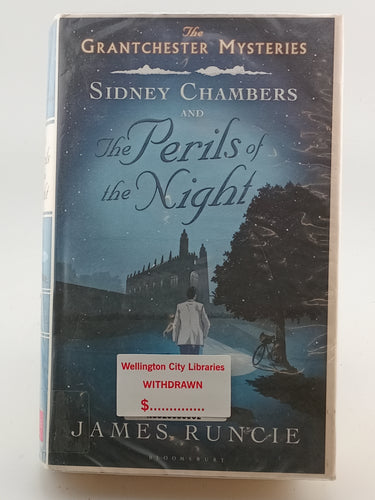 The
GRANTCHESTER MYSTERIES
SIDNEY CHAMBERS
AND
The Perils of
the Night
Wellington City Libraries
WITHDRAWN
$..............
JAMES RUNCIE
BLOOMSBURY